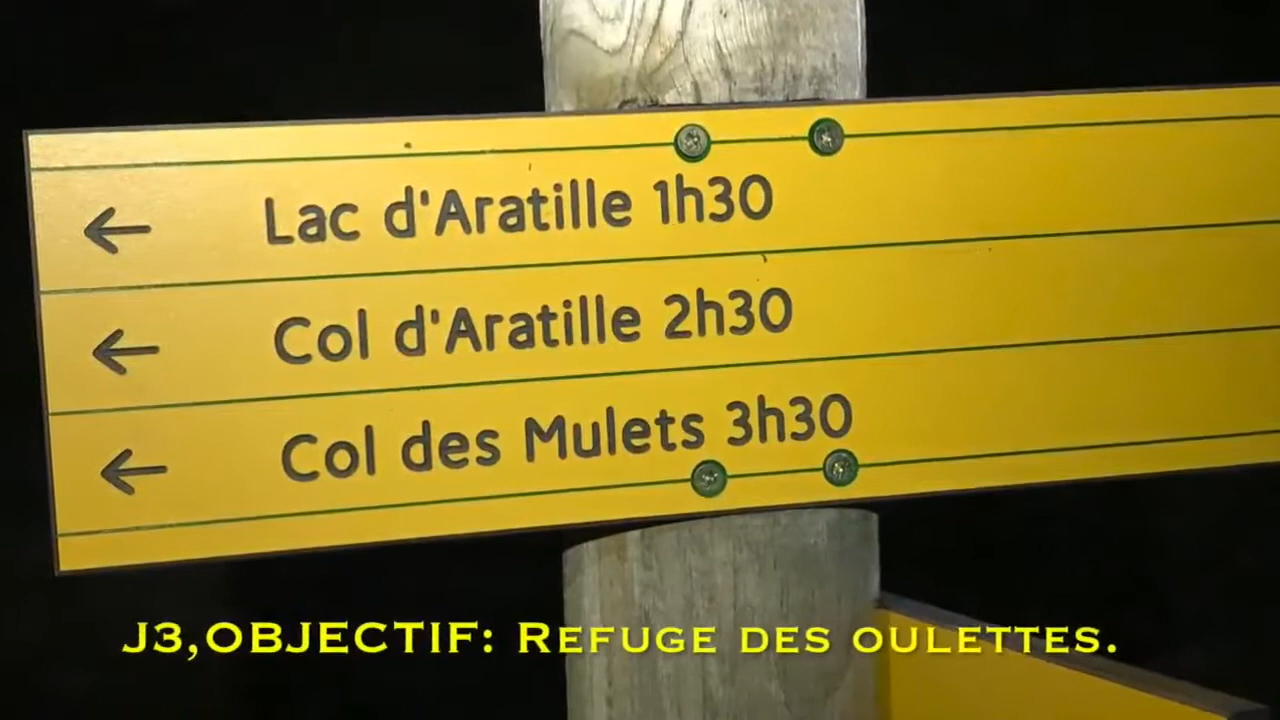 ← Lac d'Aratille 1h30
← Col d'Aratille 2h30
← Col des Mulets 3h30
J3,OBJECTIF: REFUGE DES OULETTES.